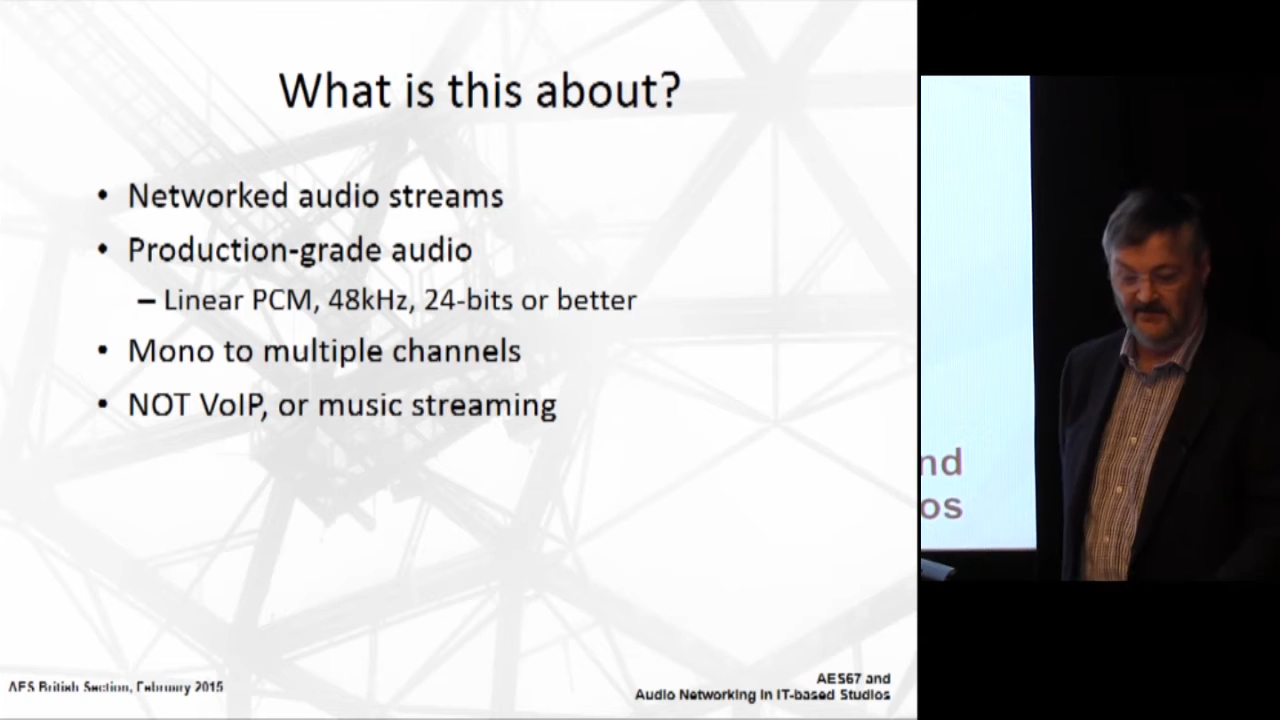 What is this about?
• Networked audio streams
• Production-grade audio
– Linear PCM, 48kHz, 24-bits or better
• Mono to multiple channels
• NOT VoIP, or music streaming
nd
os
AES British Section, February 2015
AES67 and
Audio Networking in IT-based Studios